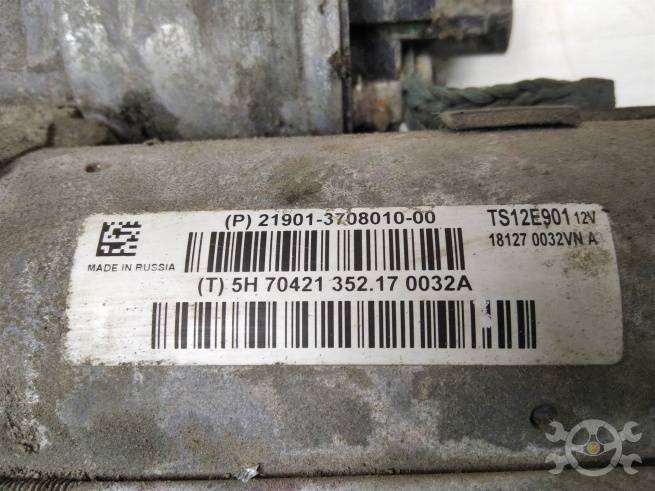 (P) 21901-3708010-00
TS12E901 12V
18127 0032VN A
MADE IN RUSSIA
(T) 5H 70421 352.17 0032A